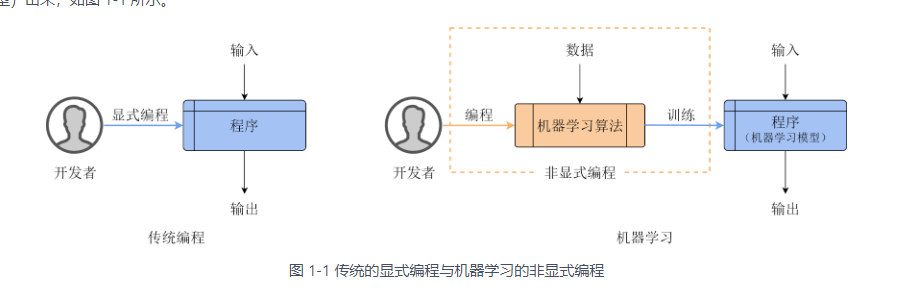 型）出来，如图 1-1 所示。
输入
显式编程
程序
开发者
输出
传统编程
数据
输入
编程
机器学习算法
训练
程序
（机器学习模型）
开发者
非显式编程
输出
机器学习
图 1-1 传统的显式编程与机器学习的非显式编程